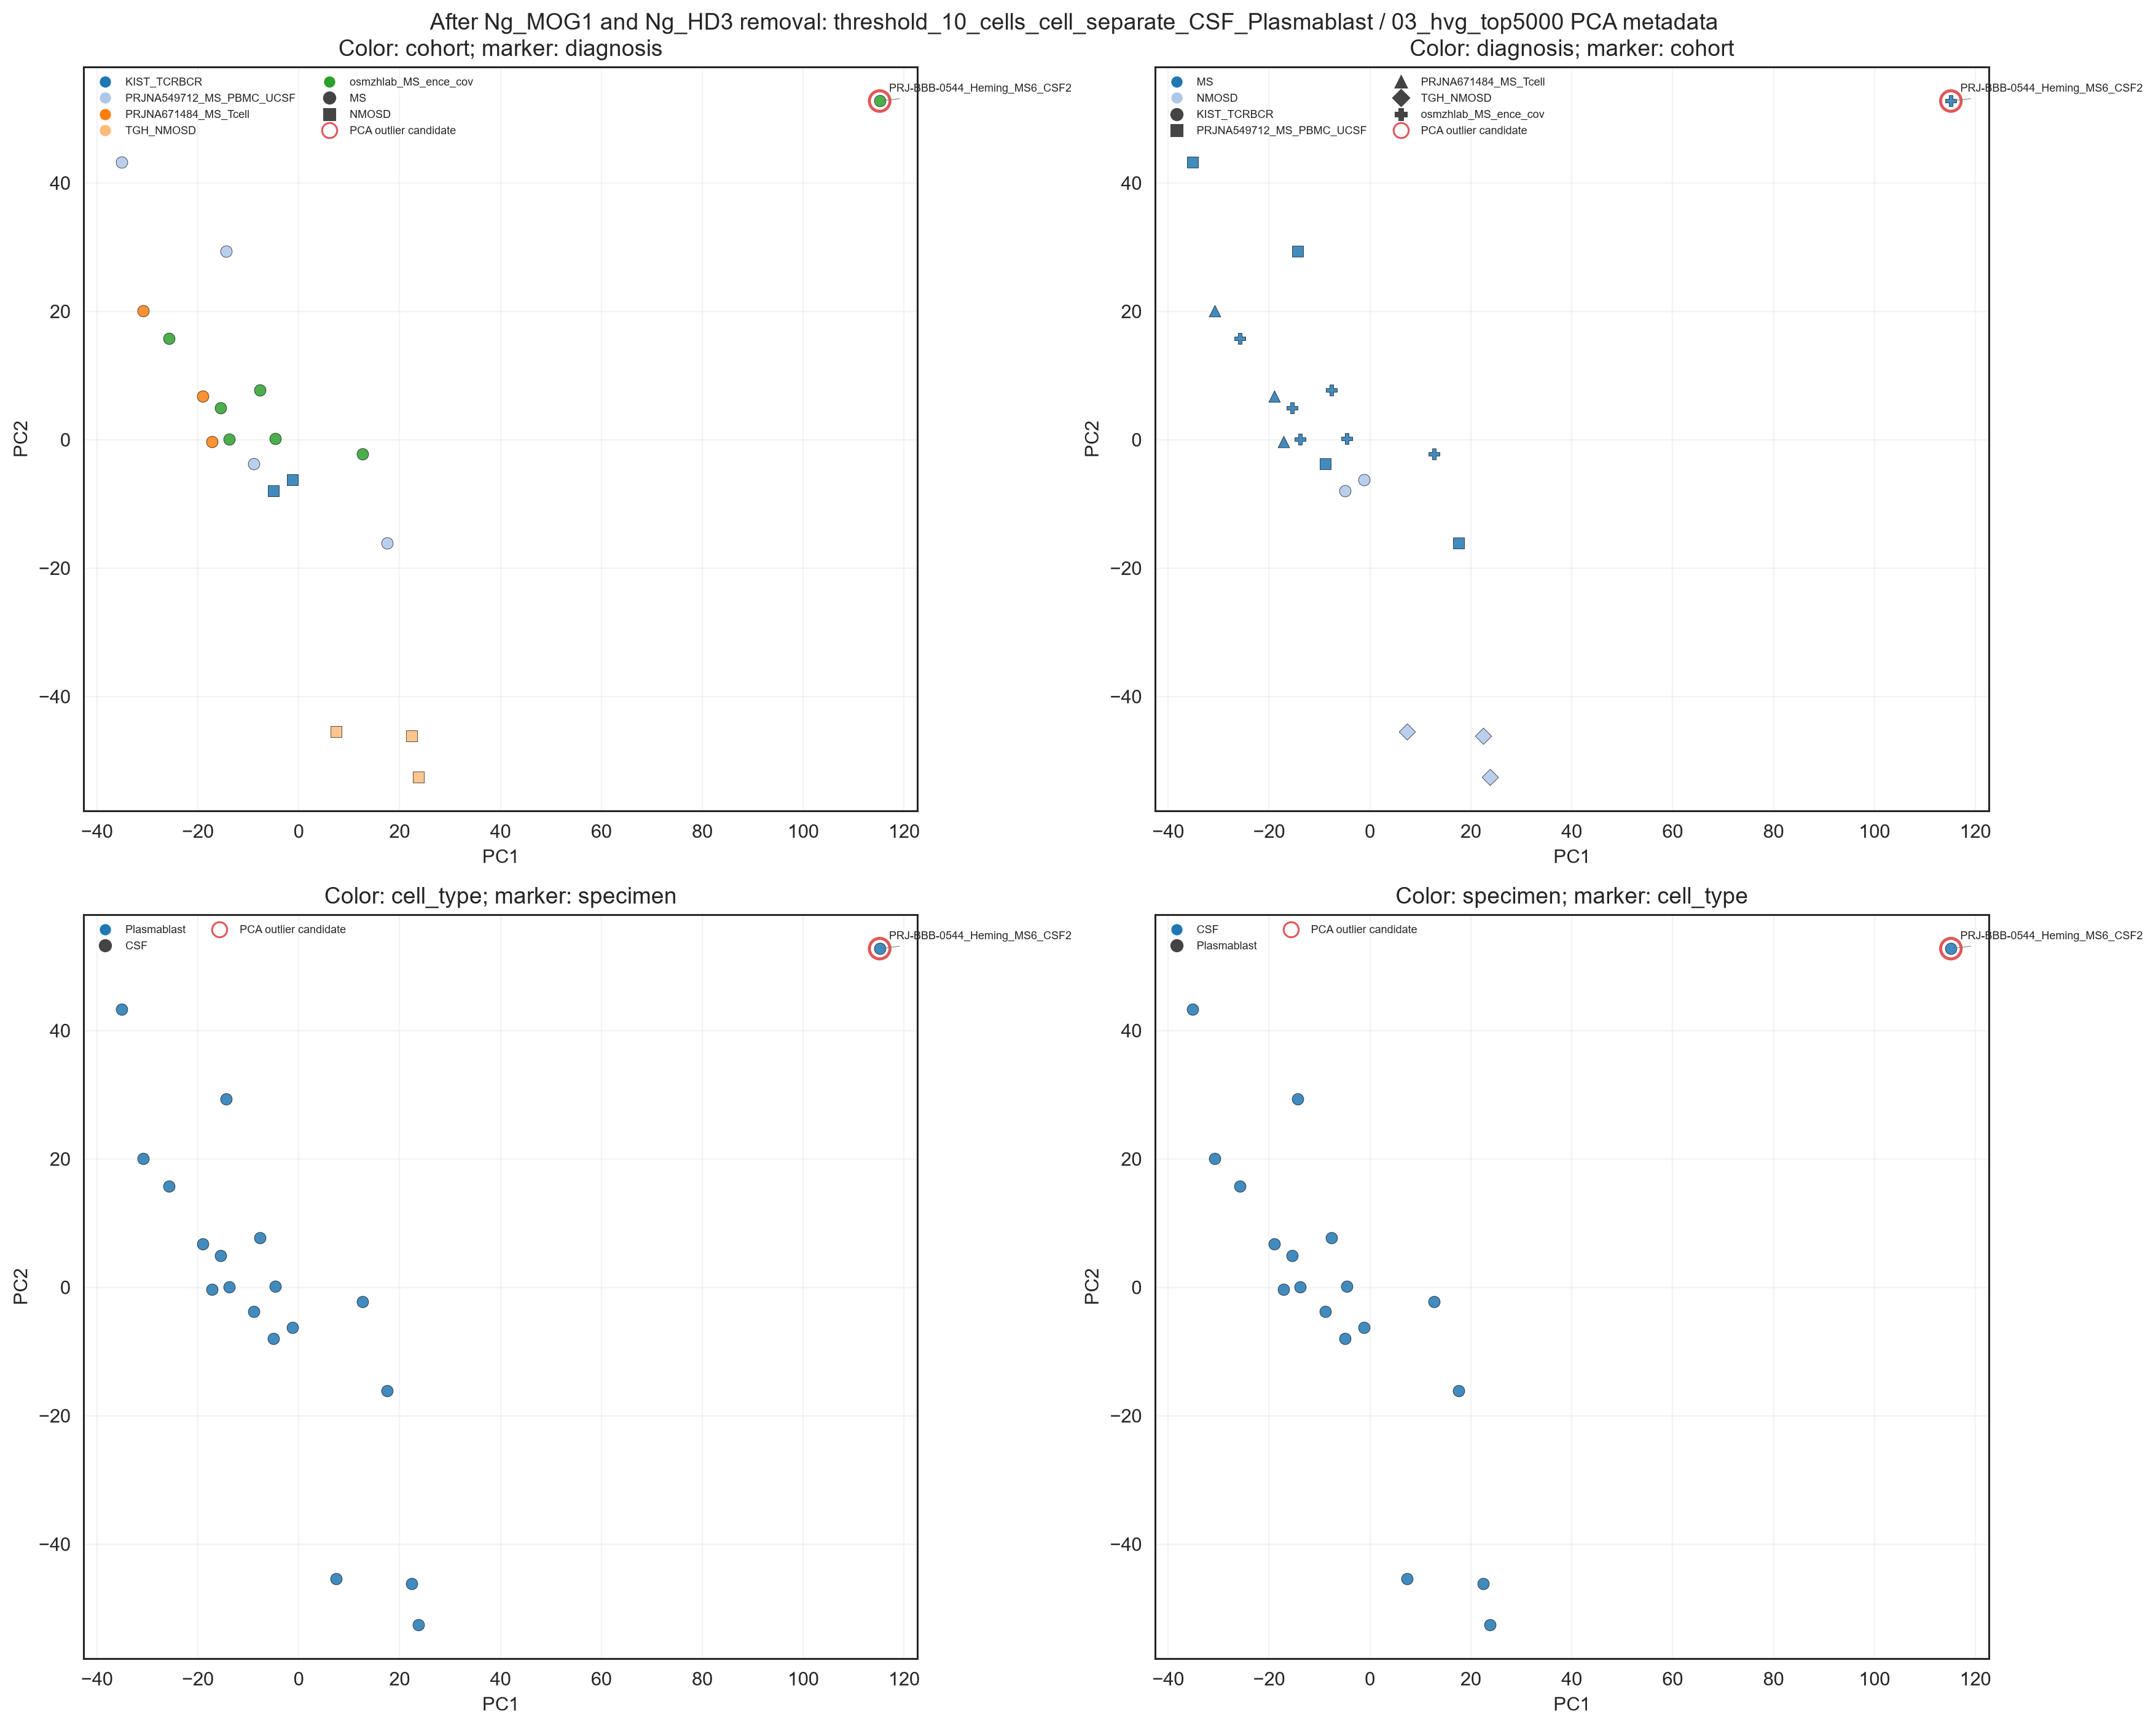 After Ng_MOG1 and Ng_HD3 removal: threshold_10_cells_cell_separate_CSF_Plasmablast / 03_hvg_top5000 PCA metadata
Color: cohort; marker: diagnosis
KIST_TCRBCR
PRJNA549712_MS_PBMC_UCSF
PRJNA671484_MS_Tcell
TGH_NMOSD
osmzhlab_MS_ence_cov
MS
NMOSD
PCA outlier candidate
PRJ-BBB-0544_Heming_MS6_CSF2
40
20
0
−20
−40
PC2
−40 −20 0 20 40 60 80 100 120
PC1
Color: diagnosis; marker: cohort
MS
NMOSD
KIST_TCRBCR
PRJNA549712_MS_PBMC_UCSF
PRJNA671484_MS_Tcell
TGH_NMOSD
osmzhlab_MS_ence_cov
PCA outlier candidate
PRJ-BBB-0544_Heming_MS6_CSF2
40
20
0
−20
−40
PC2
−40 −20 0 20 40 60 80 100 120
PC1
Color: cell_type; marker: specimen
Plasmablast
CSF
PCA outlier candidate
PRJ-BBB-0544_Heming_MS6_CSF2
40
20
0
−20
−40
PC2
−40 −20 0 20 40 60 80 100 120
PC1
Color: specimen; marker: cell_type
CSF
Plasmablast
PCA outlier candidate
PRJ-BBB-0544_Heming_MS6_CSF2
40
20
0
−20
−40
PC2
−40 −20 0 20 40 60 80 100 120
PC1